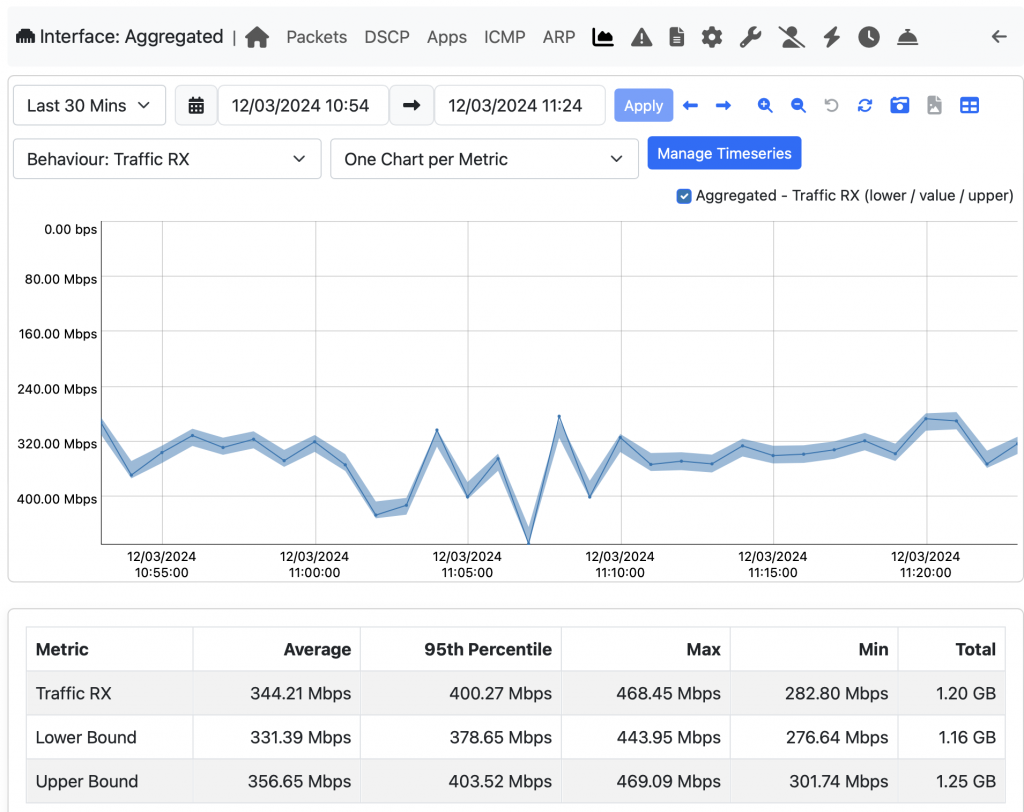 Interface: Aggregated | Packets DSCP Apps ICMP ARP
Last 30 Mins 12/03/2024 10:54 12/03/2024 11:24 Apply
Behaviour: Traffic RX One Chart per Metric Manage Timeseries
Aggregated - Traffic RX (lower / value / upper)
0.00 bps
80.00 Mbps
160.00 Mbps
240.00 Mbps
320.00 Mbps
400.00 Mbps
12/03/2024 12/03/2024 12/03/2024 12/03/2024 12/03/2024 12/03/2024
10:55:00 11:00:00 11:05:00 11:10:00 11:15:00 11:20:00
Metric Average 95th Percentile Max Min Total
Traffic RX 344.21 Mbps 400.27 Mbps 468.45 Mbps 282.80 Mbps 1.20 GB
Lower Bound 331.39 Mbps 378.65 Mbps 443.95 Mbps 276.64 Mbps 1.16 GB
Upper Bound 356.65 Mbps 403.52 Mbps 469.09 Mbps 301.74 Mbps 1.25 GB